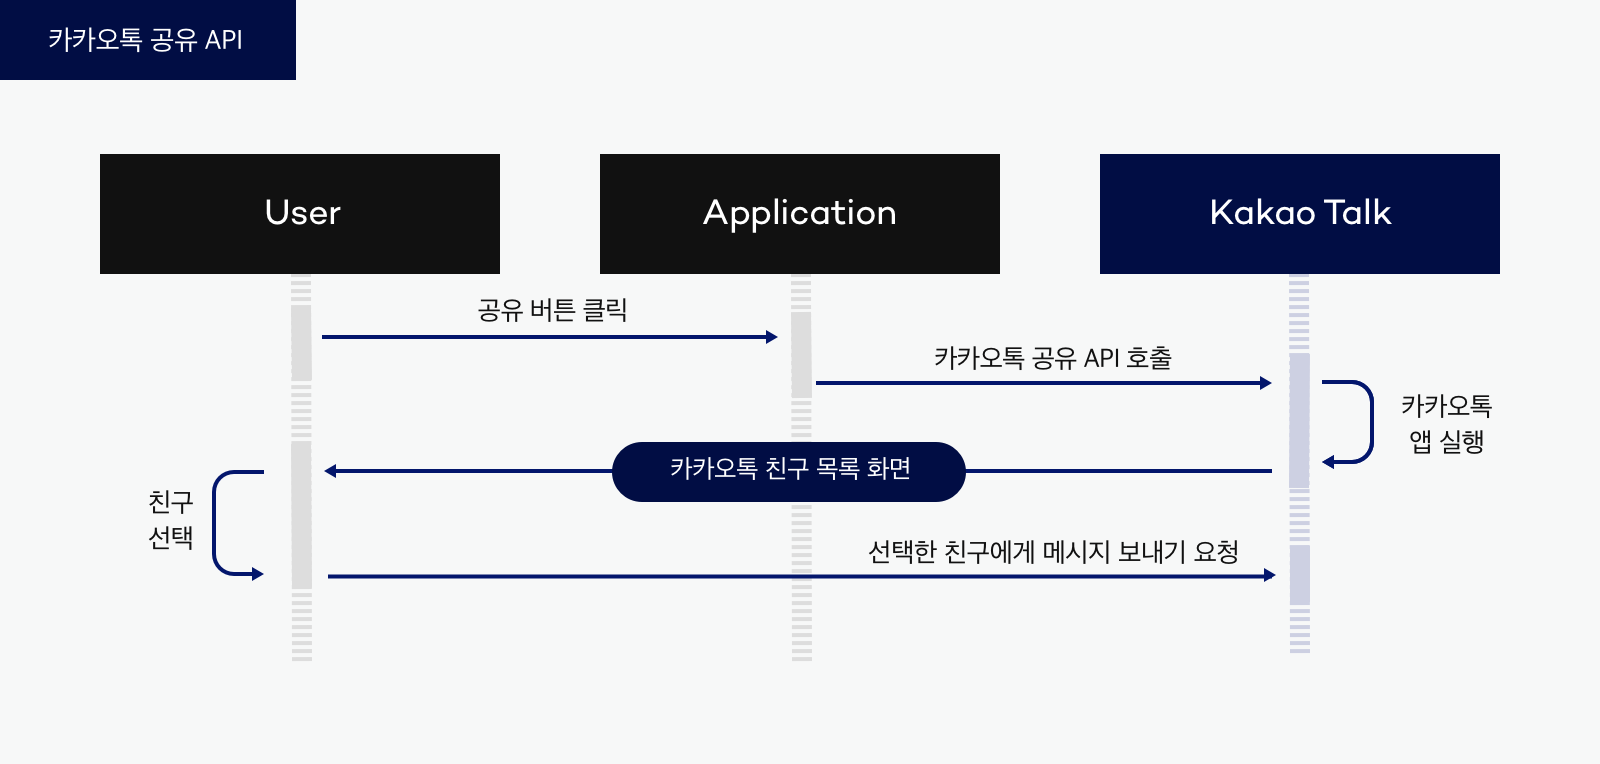 카카오톡 공유 API
User
Application
Kakao Talk
공유 버튼 클릭
카카오톡 공유 API 호출
카카오톡
앱 실행
카카오톡 친구 목록 화면
친구
선택
선택한 친구에게 메시지 보내기 요청